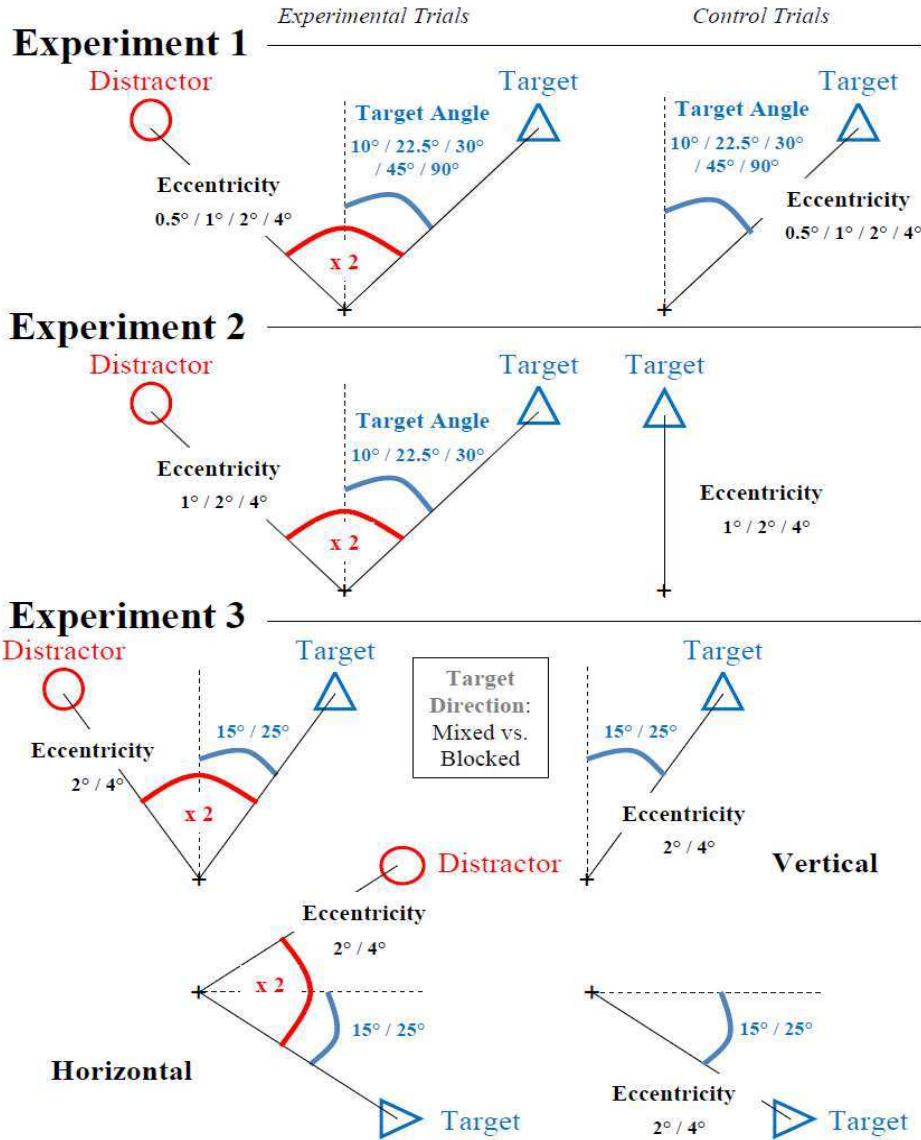 Experimental Trials
Control Trials
Experiment 1
Distractor
Target
Target
Target Angle
10° / 22.5° / 30°
/ 45° / 90°
Target Angle
10° / 22.5° / 30°
/ 45° / 90°
Eccentricity
0.5° / 1° / 2° / 4°
Eccentricity
0.5° / 1° / 2° / 4°
x 2
Experiment 2
Distractor
Target
Target
Target Angle
10° / 22.5° / 30°
Eccentricity
1° / 2° / 4°
Eccentricity
1° / 2° / 4°
x 2
Experiment 3
Distractor
Target
Target
Target
Direction:
Mixed vs.
Blocked
15° / 25°
15° / 25°
Eccentricity
2° / 4°
x 2
Eccentricity
2° / 4°
Vertical
Distractor
Eccentricity
2° / 4°
x 2
15° / 25°
15° / 25°
Horizontal
Eccentricity
2° / 4°
Target
Target